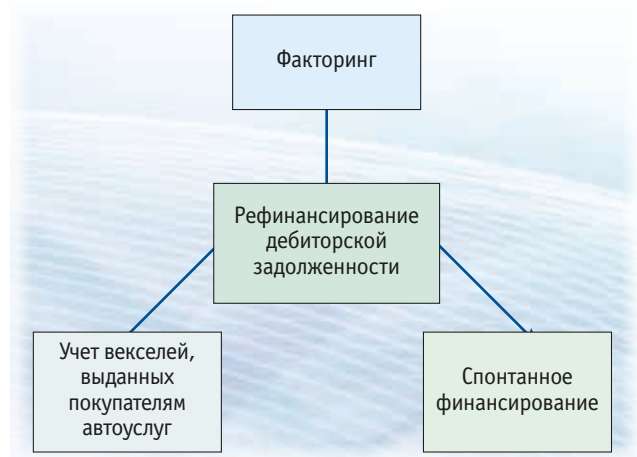 Факторинг
Рефинансирование
дебиторской
задолженности
Учет векселей,
выданных
покупателям
автоуслуг
Спонтанное
финансирование